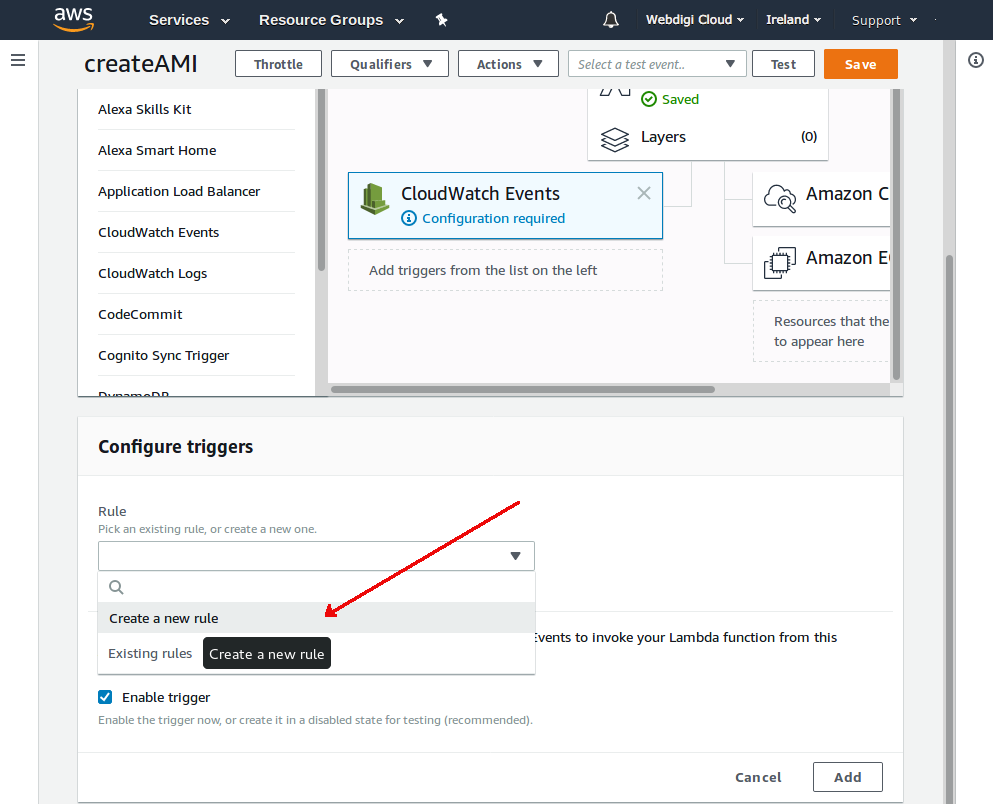 aws
Services
Resource Groups
Webdigi Cloud
Ireland
Support
createAMI
Throttle
Qualifiers
Actions
Select a test event..
Test
Save
Alexa Skills Kit
Alexa Smart Home
Application Load Balancer
CloudWatch Events
CloudWatch Logs
CodeCommit
Cognito Sync Trigger
DynamoDB
Saved
Layers
(0)
CloudWatch Events
Configuration required
Add triggers from the list on the left
Amazon C
Amazon E
Resources that the
to appear here
Configure triggers
Rule
Pick an existing rule, or create a new one.
Create a new rule
Existing rules
Create a new rule
Events to invoke your Lambda function from this
Enable trigger
Enable the trigger now, or create it in a disabled state for testing (recommended).
Cancel
Add